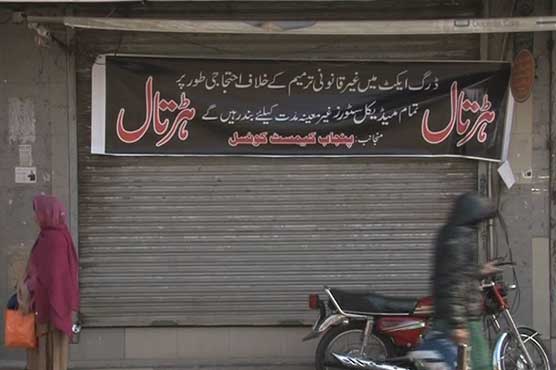 ہڑتال
ڈرگ ایکٹ میں غیر قانونی ترمیم کے خلاف احتجاجی طور پر
تمام میڈیکل سٹورز غیر معینہ مدت کیلئے بند رہیں گے
منجانب: پنجاب کیمسٹ کونسل
ہڑتال